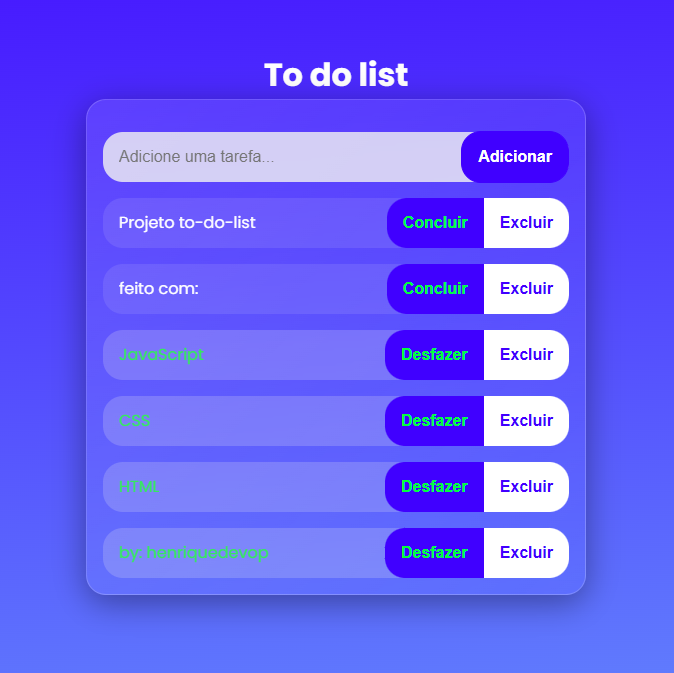 To do list
Adicione uma tarefa... Adicionar
Projeto to-do-list Concluir Excluir
feito com: Concluir Excluir
JavaScript Desfazer Excluir
CSS Desfazer Excluir
HTML Desfazer Excluir
by: henriquedevop Desfazer Excluir